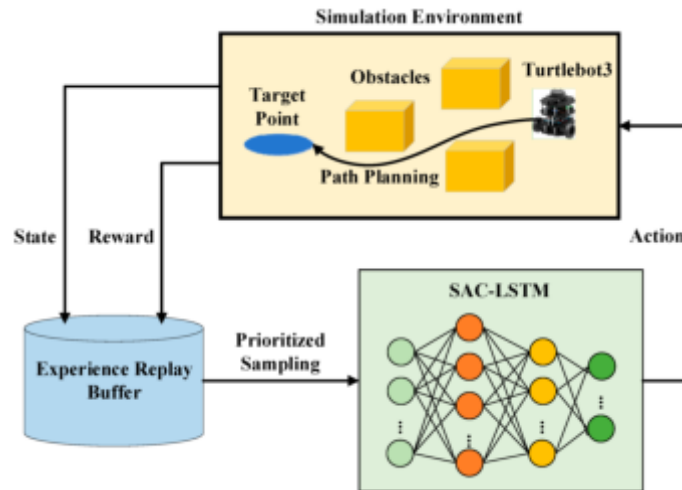 Simulation Environment
Obstacles
Turtlebot3
Target
Point
Path Planning
State
Reward
Action
SAC-LSTM
Prioritized
Sampling
Experience Replay
Buffer